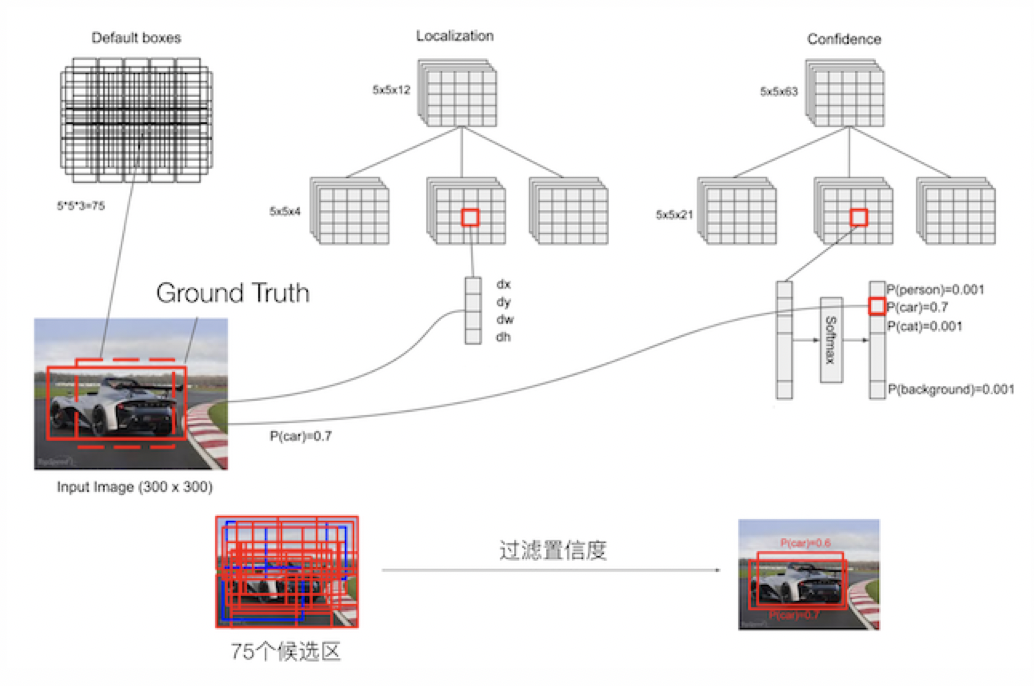 Default boxes
Localization
Confidence
5x5x12
5x5x63
5*5*3=75
5x5x4
5x5x21
Ground Truth
dx
dy
dw
dh
Softmax
P(person)=0.001
P(car)=0.7
P(cat)=0.001
P(background)=0.001
P(car)=0.7
Input Image (300 x 300)
过滤置信度
P(car)=0.6
P(car)=0.7
75个候选区